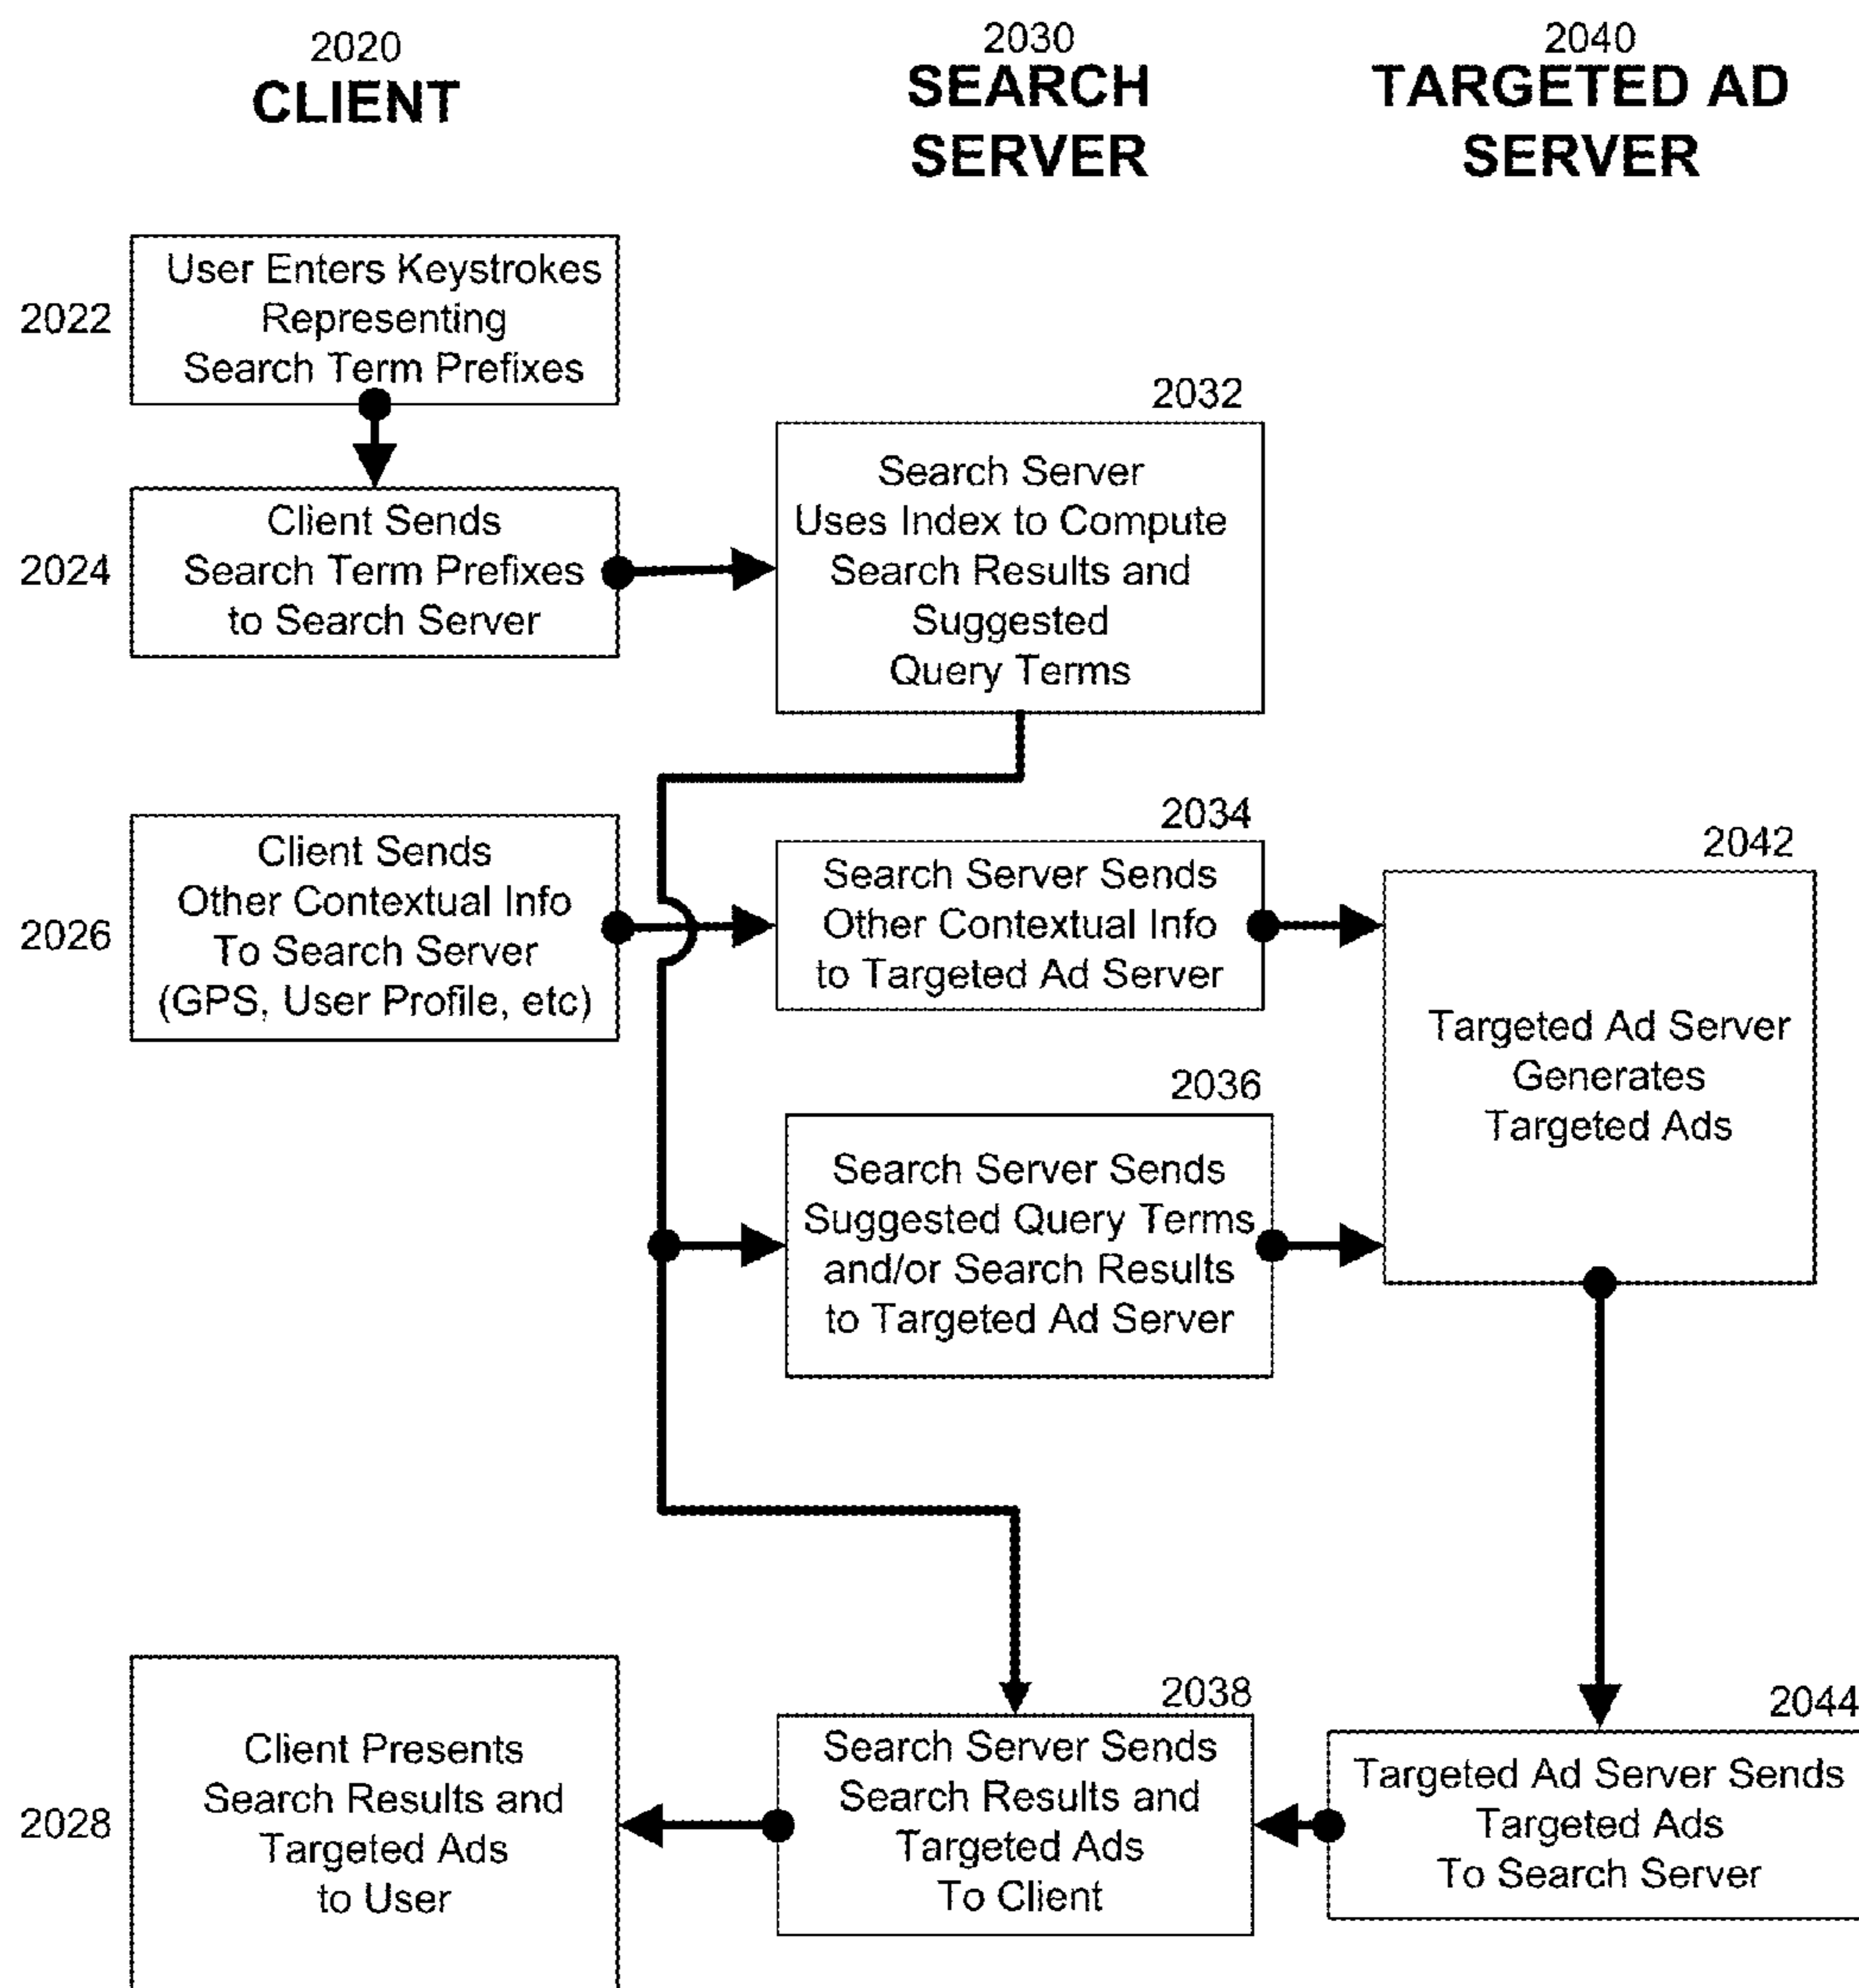 2020
CLIENT
2030
SEARCH
SERVER
2040
TARGETED AD
SERVER
2022
User Enters Keystrokes
Representing
Search Term Prefixes
2024
Client Sends
Search Term Prefixes
to Search Server
2032
Search Server
Uses Index to Compute
Search Results and
Suggested
Query Terms
2026
Client Sends
Other Contextual Info
To Search Server
(GPS, User Profile, etc)
2034
Search Server Sends
Other Contextual Info
to Targeted Ad Server
2042
Targeted Ad Server
Generates
Targeted Ads
2036
Search Server Sends
Suggested Query Terms
and/or Search Results
to Targeted Ad Server
2028
Client Presents
Search Results and
Targeted Ads
to User
2038
Search Server Sends
Search Results and
Targeted Ads
To Client
2044
Targeted Ad Server Sends
Targeted Ads
To Search Server